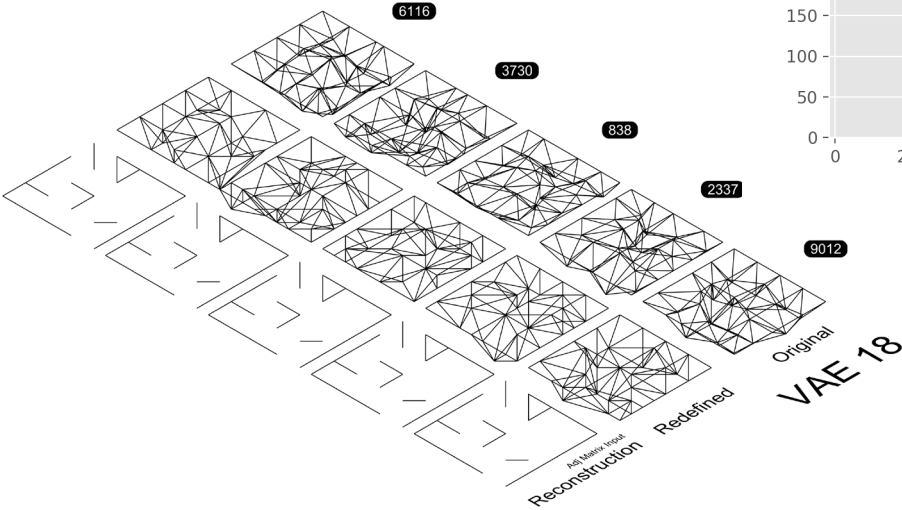 6116
3730
838
2337
9012
150
100
50
0
0
Original
VAE 18
Redefined
Adj Matrix Input
Reconstruction